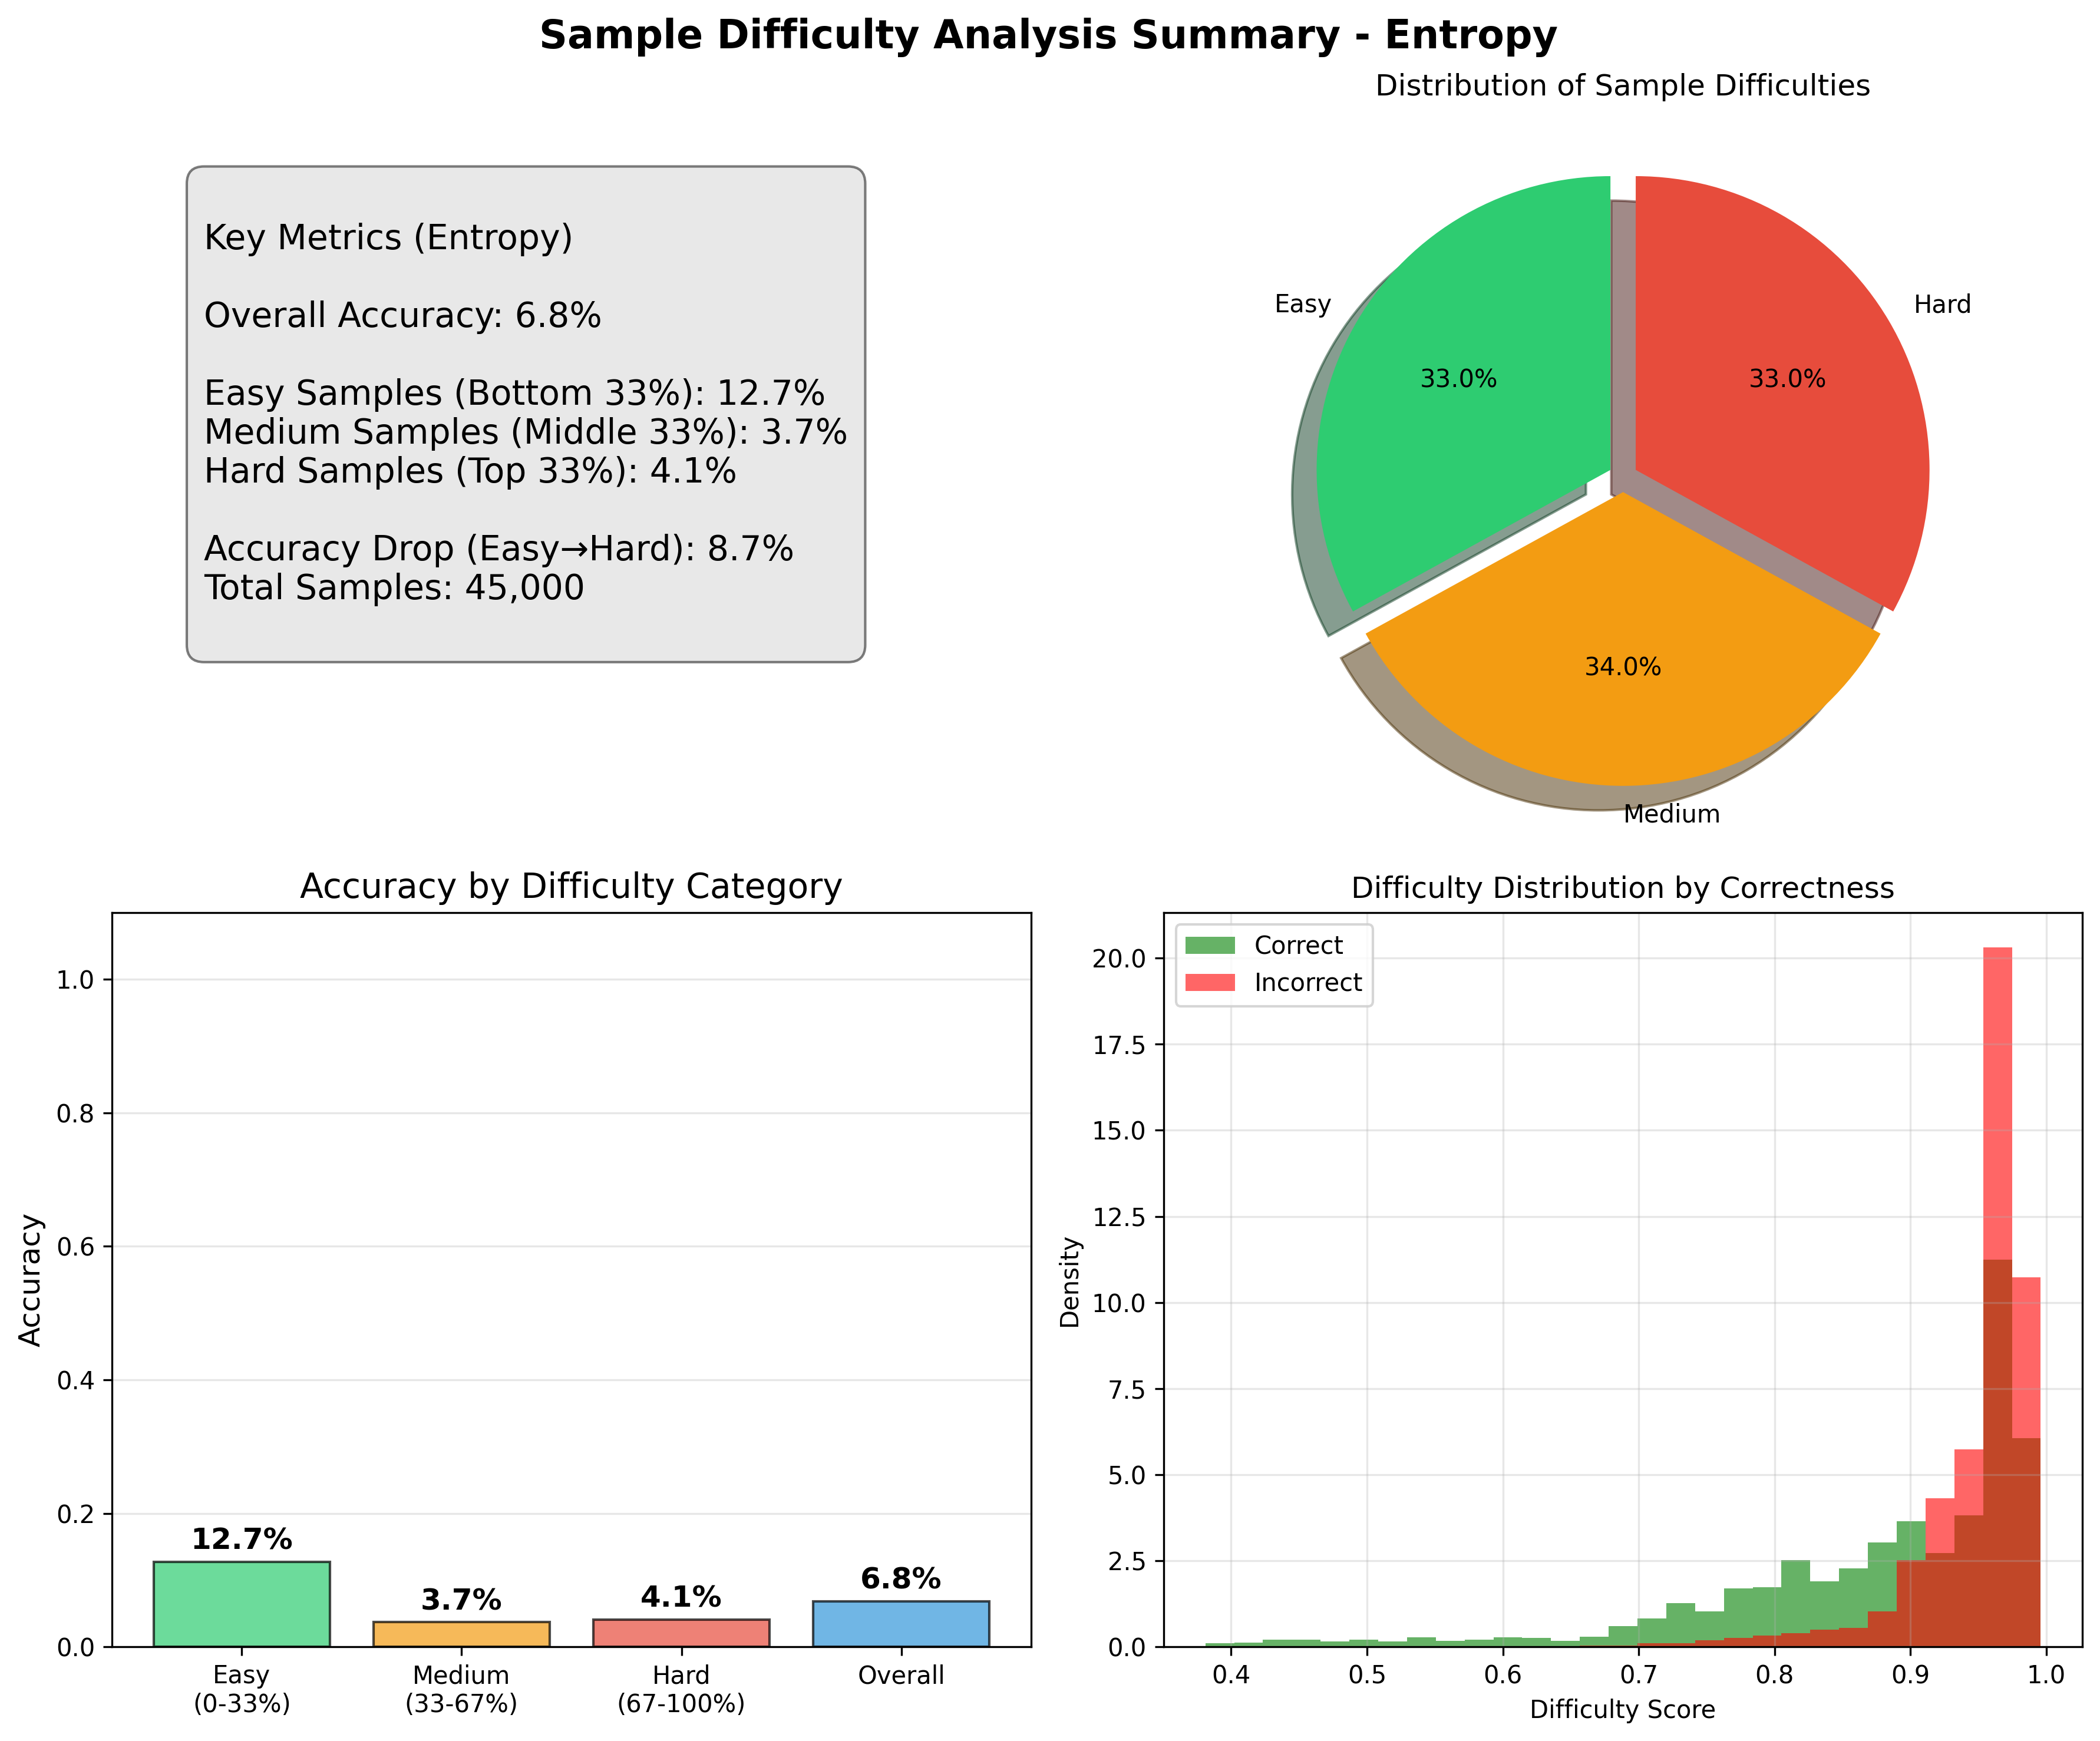 Sample Difficulty Analysis Summary - Entropy
Key Metrics (Entropy)
Overall Accuracy: 6.8%
Easy Samples (Bottom 33%): 12.7%
Medium Samples (Middle 33%): 3.7%
Hard Samples (Top 33%): 4.1%
Accuracy Drop (Easy→Hard): 8.7%
Total Samples: 45,000
Distribution of Sample Difficulties
Easy
Hard
33.0%
33.0%
34.0%
Medium
Accuracy by Difficulty Category
Accuracy
1.0
0.8
0.6
0.4
0.2
0.0
12.7%
3.7%
4.1%
6.8%
Easy
(0-33%)
Medium
(33-67%)
Hard
(67-100%)
Overall
Difficulty Distribution by Correctness
Correct
Incorrect
Density
20.0
17.5
15.0
12.5
10.0
7.5
5.0
2.5
0.0
0.4
0.5
0.6
0.7
0.8
0.9
1.0
Difficulty Score